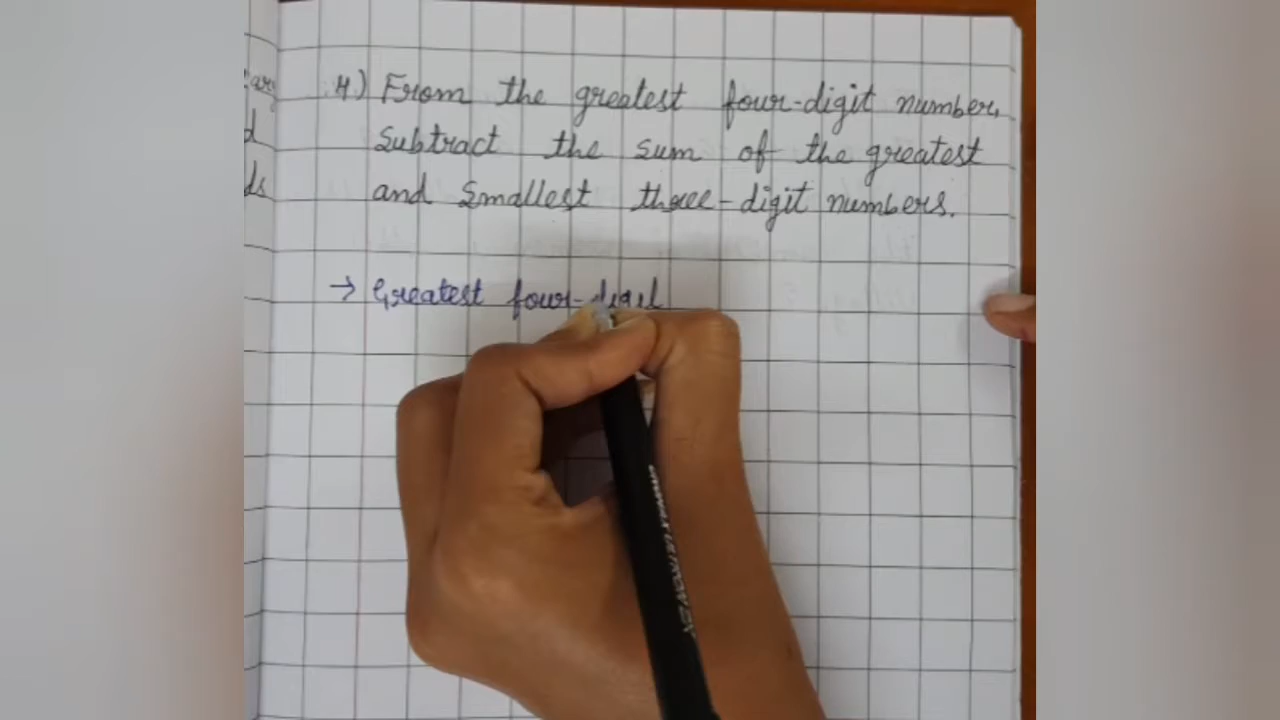 4.) From the greatest four-digit number,
subtract the sum of the greatest
and smallest three-digit numbers.
→ Greatest four-digit